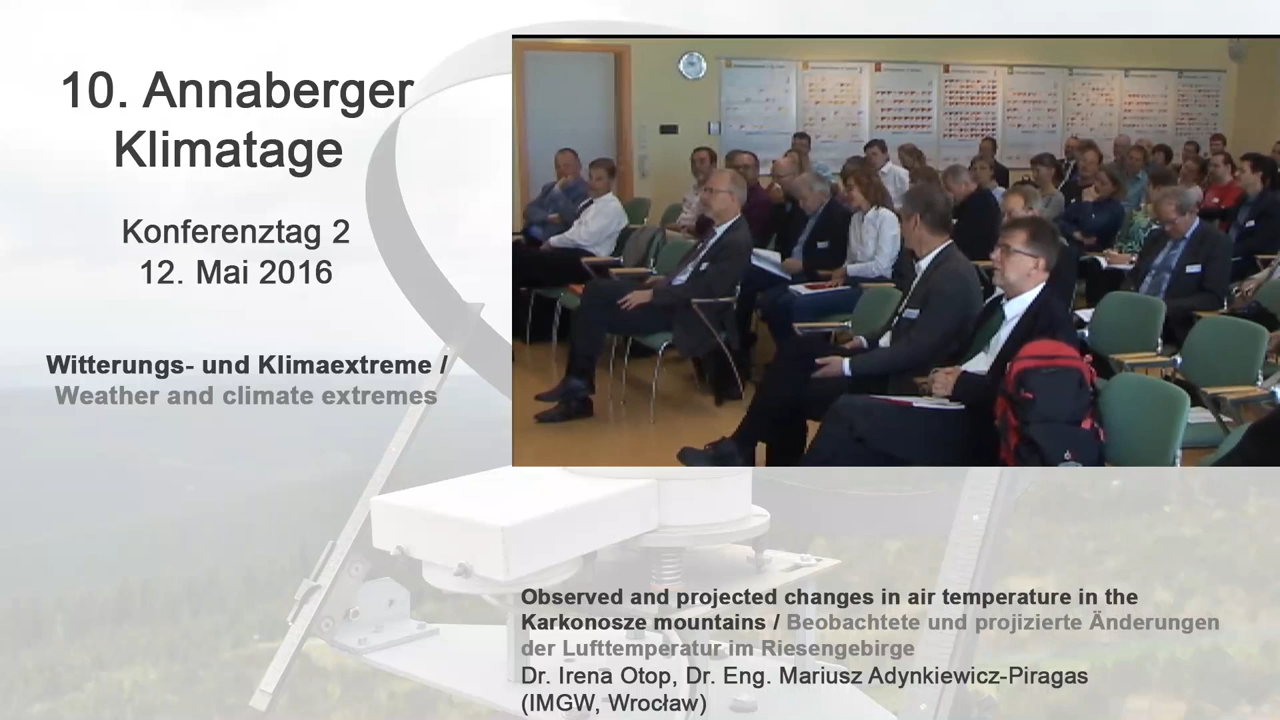 10. Annaberger
Klimatage
Konferenztag 2
12. Mai 2016
Witterungs- und Klimaextreme /
Weather and climate extremes
Observed and projected changes in air temperature in the
Karkonosze mountains / Beobachtete und projizierte Änderungen
der Lufttemperatur im Riesengebirge
Dr. Irena Otop, Dr. Eng. Mariusz Adynkiewicz-Piragas
(IMGW, Wrocław)